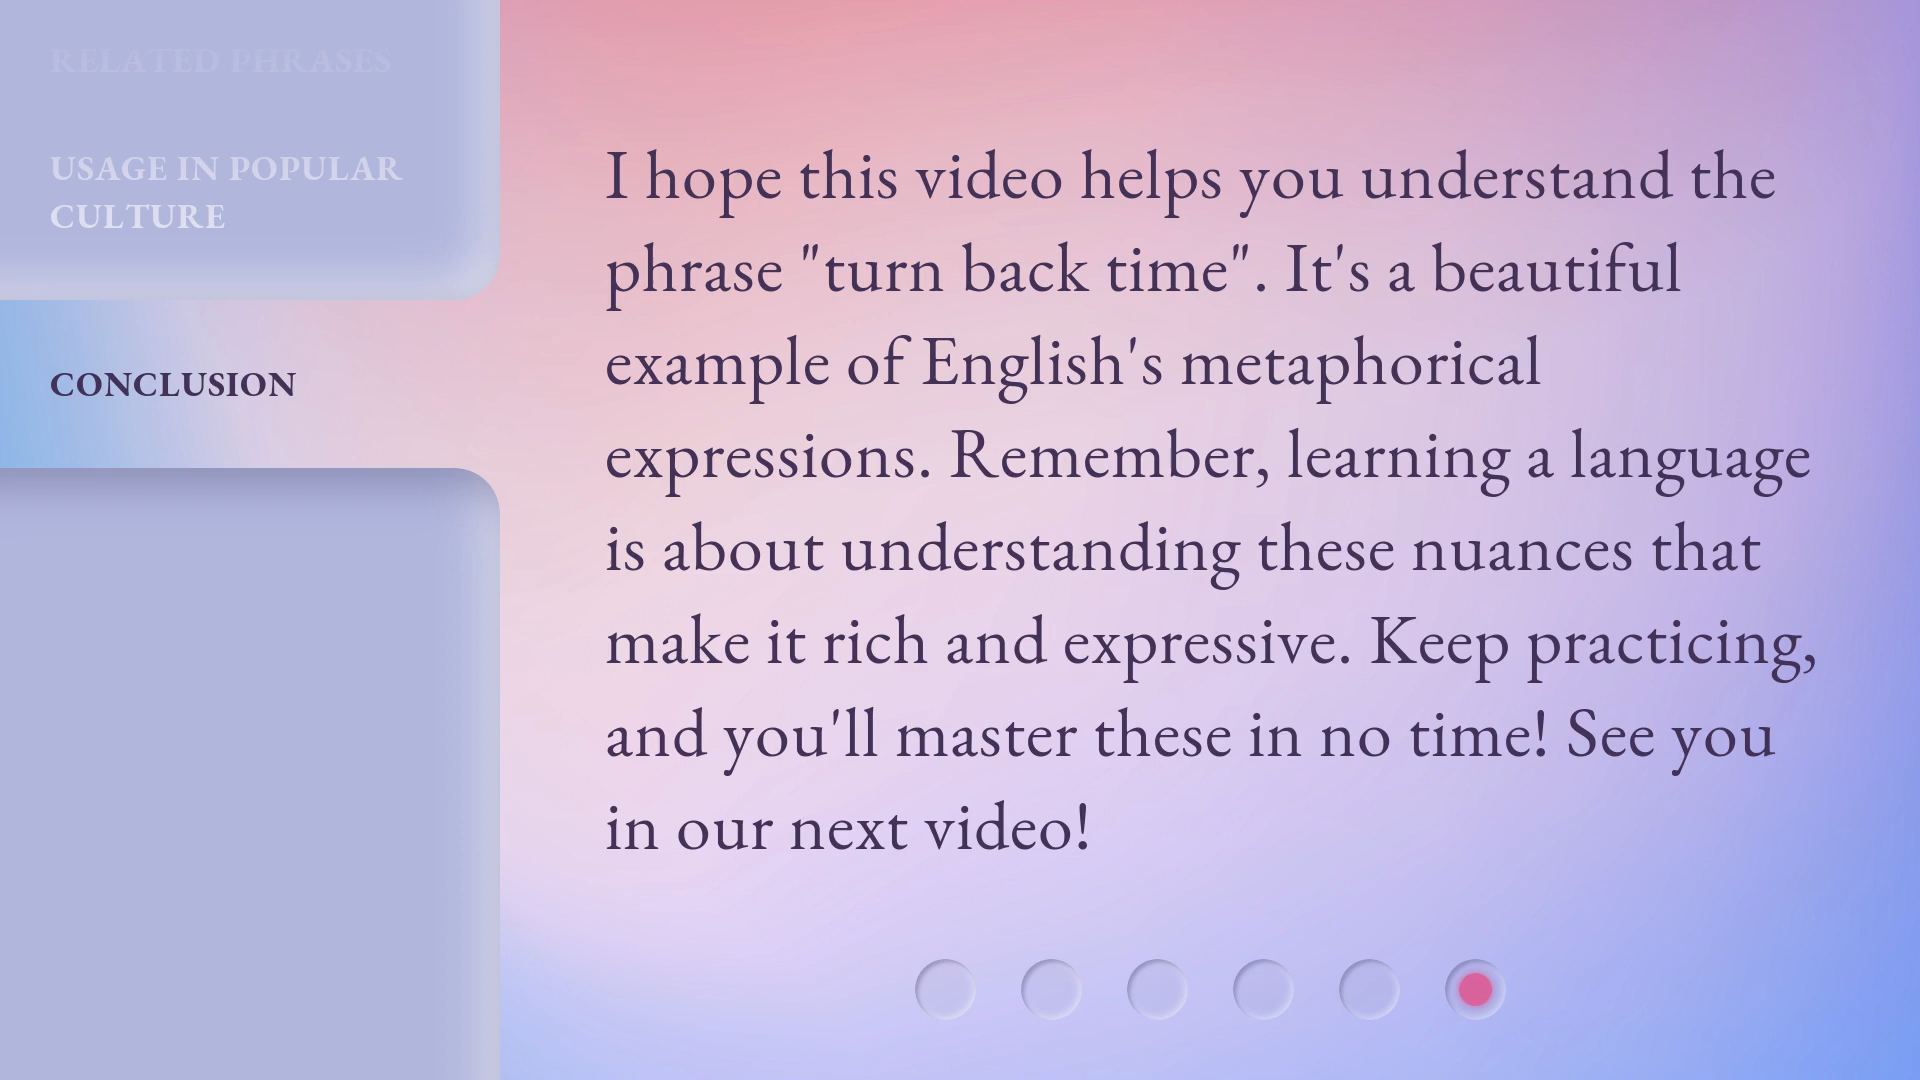 RELATED PHRASES
USAGE IN POPULAR
CULTURE
CONCLUSION
I hope this video helps you understand the
phrase "turn back time". It's a beautiful
example of English's metaphorical
expressions. Remember, learning a language
is about understanding these nuances that
make it rich and expressive. Keep practicing,
and you'll master these in no time! See you
in our next video!